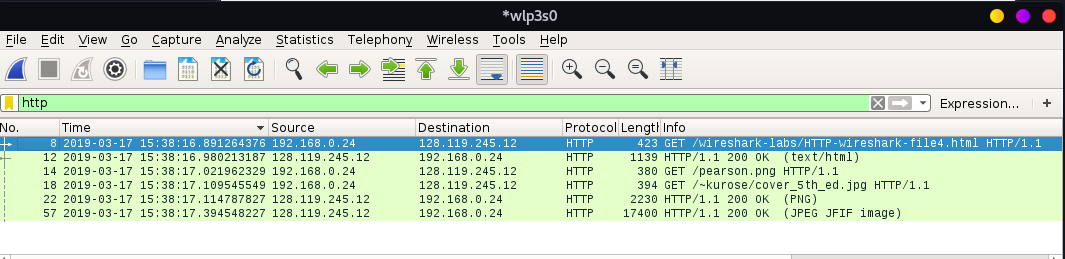 *wlp3s0
File Edit View Go Capture Analyze Statistics Telephony Wireless Tools Help
http Expression... +
No. Time Source Destination Protocol Length Info
8 2019-03-17 15:38:16.891264376 192.168.0.24 128.119.245.12 HTTP 423 GET /wireshark-labs/HTTP-wireshark-file4.html HTTP/1.1
12 2019-03-17 15:38:16.980213187 128.119.245.12 192.168.0.24 HTTP 1139 HTTP/1.1 200 OK (text/html)
14 2019-03-17 15:38:17.021962329 192.168.0.24 128.119.245.12 HTTP 380 GET /pearson.png HTTP/1.1
18 2019-03-17 15:38:17.109545549 192.168.0.24 128.119.245.12 HTTP 394 GET /~kurose/cover_5th_ed.jpg HTTP/1.1
22 2019-03-17 15:38:17.114787827 128.119.245.12 192.168.0.24 HTTP 2230 HTTP/1.1 200 OK (PNG)
57 2019-03-17 15:38:17.394548227 128.119.245.12 192.168.0.24 HTTP 17400 HTTP/1.1 200 OK (JPEG JFIF image)